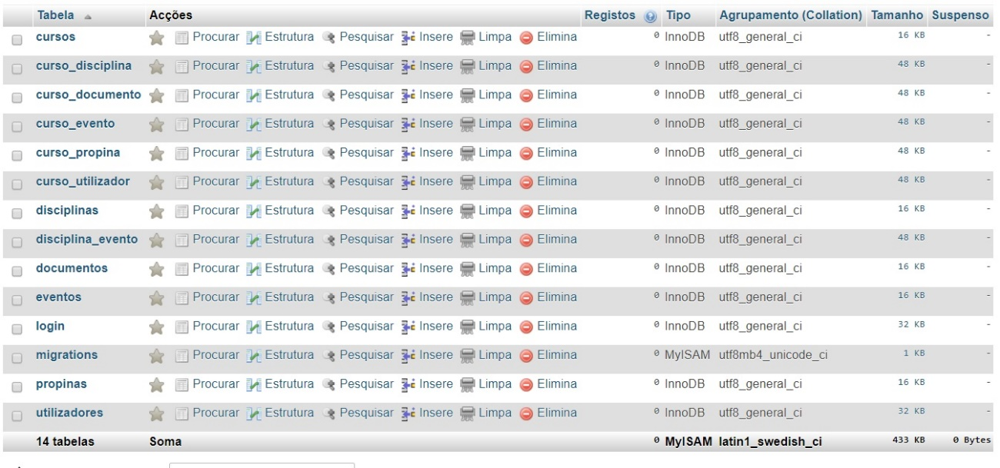 Tabela Acções Registos Tipo Agrupamento (Collation) Tamanho Suspenso
cursos Procurar Estrutura Pesquisar Insere Limpa Elimina 0 InnoDB utf8_general_ci 16 KB -
curso_disciplina Procurar Estrutura Pesquisar Insere Limpa Elimina 0 InnoDB utf8_general_ci 48 KB -
curso_documento Procurar Estrutura Pesquisar Insere Limpa Elimina 0 InnoDB utf8_general_ci 48 KB -
curso_evento Procurar Estrutura Pesquisar Insere Limpa Elimina 0 InnoDB utf8_general_ci 48 KB -
curso_propina Procurar Estrutura Pesquisar Insere Limpa Elimina 0 InnoDB utf8_general_ci 48 KB -
curso_utilizador Procurar Estrutura Pesquisar Insere Limpa Elimina 0 InnoDB utf8_general_ci 48 KB -
disciplinas Procurar Estrutura Pesquisar Insere Limpa Elimina 0 InnoDB utf8_general_ci 16 KB -
disciplina_evento Procurar Estrutura Pesquisar Insere Limpa Elimina 0 InnoDB utf8_general_ci 48 KB -
documentos Procurar Estrutura Pesquisar Insere Limpa Elimina 0 InnoDB utf8_general_ci 16 KB -
eventos Procurar Estrutura Pesquisar Insere Limpa Elimina 0 InnoDB utf8_general_ci 16 KB -
login Procurar Estrutura Pesquisar Insere Limpa Elimina 0 InnoDB utf8_general_ci 32 KB -
migrations Procurar Estrutura Pesquisar Insere Limpa Elimina 0 MyISAM utf8mb4_unicode_ci 1 KB -
propinas Procurar Estrutura Pesquisar Insere Limpa Elimina 0 InnoDB utf8_general_ci 16 KB -
utilizadores Procurar Estrutura Pesquisar Insere Limpa Elimina 0 InnoDB utf8_general_ci 32 KB -
14 tabelas Soma 0 MyISAM latin1_swedish_ci 433 KB 0 Bytes